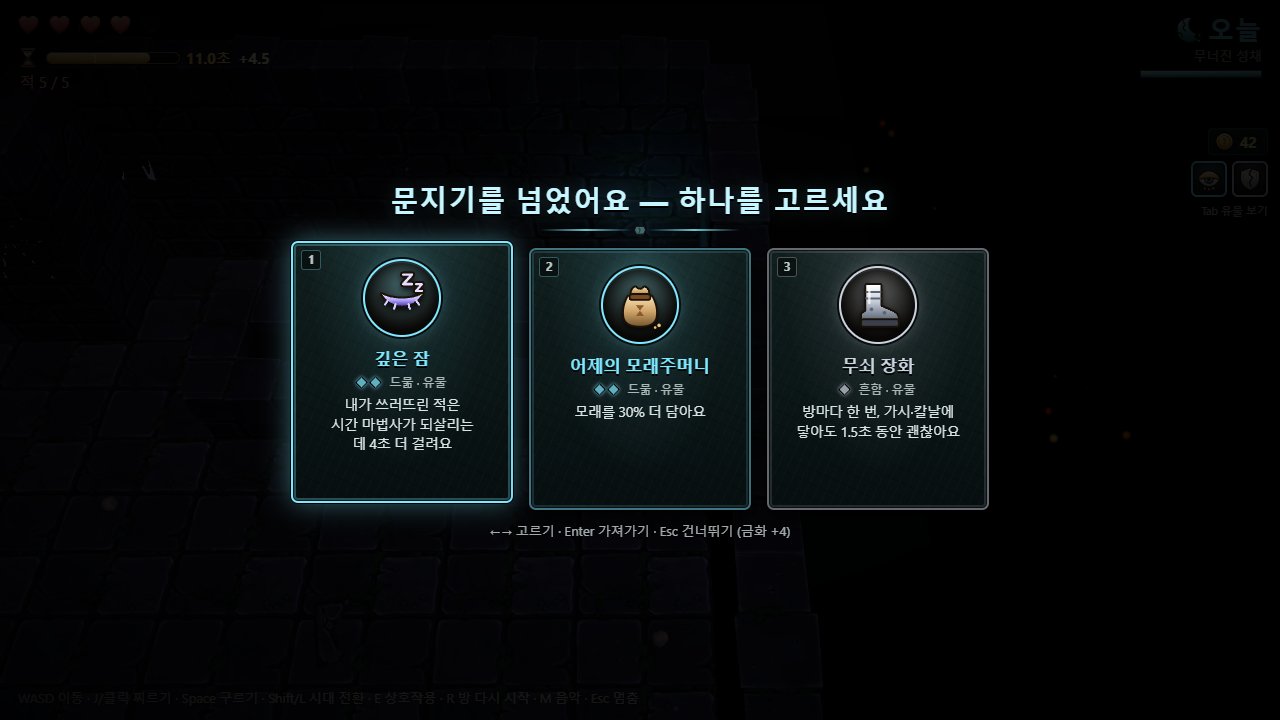 11.0초 +4.5
적 5 / 5
오늘
무너진 침채
42
Tab 유물 보기
문지기를 넘었어요 — 하나를 고르세요
1
깊은 잠
드묾 · 유물
내가 쓰러뜨린 적은
시간 마법사가 되살리는
데 4초 더 걸려요
2
어제의 모래주머니
드묾 · 유물
모래를 30% 더 담아요
3
무쇠 장화
흔함 · 유물
방마다 한 번, 가시·칼날에
닿아도 1.5초 동안 괜찮아요
←→ 고르기 · Enter 가져가기 · Esc 건너뛰기 (금화 +4)
WASD 이동 · J/클릭 찌르기 · Space 구르기 · Shift/L 시대 전환 · E 상호작용 · R 방 다시 시작 · M 음악 · Esc 멈춤